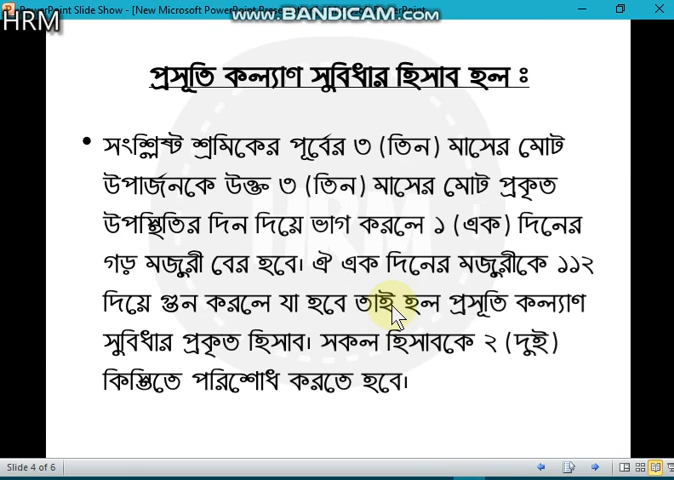 PowerPoint Slide Show - [New Microsoft PowerPoint Pres
www.BANDICAM.com
HRM
প্রসূতি কল্যাণ সুবিধার হিসাব হল ঃ
• সংশ্লিষ্ট শ্রমিকের পূর্বের ৩ (তিন) মাসের মোট
উপার্জনকে উক্ত ৩ (তিন) মাসের মোট প্রকৃত
উপস্থিতির দিন দিয়ে ভাগ করলে ১ (এক) দিনের
গড় মজুরী বের হবে। ঐ এক দিনের মজুরীকে ১১২
দিয়ে গুন করলে যা হবে তাই হল প্রসূতি কল্যাণ
সুবিধার প্রকৃত হিসাব। সকল হিসাবকে ২ (দুই)
কিস্তিতে পরিশোধ করতে হবে।
HRM
Slide 4 of 6